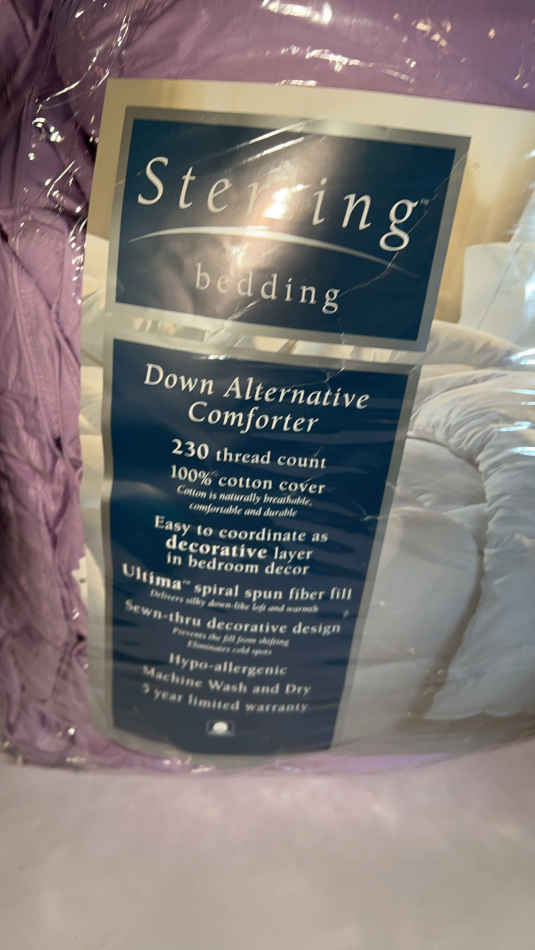 Sterling™
bedding
Down Alternative
Comforter
230 thread count
100% cotton cover
Cotton is naturally breathable,
comfortable and durable
Easy to coordinate as
decorative layer
in bedroom decor
Ultima™ spiral spun fiber fill
Delivers silky down-like loft and warmth
Sewn-thru decorative design
Prevents the fill from shifting
Eliminates cold spots
Hypo-allergenic
Machine Wash and Dry
5 year limited warranty